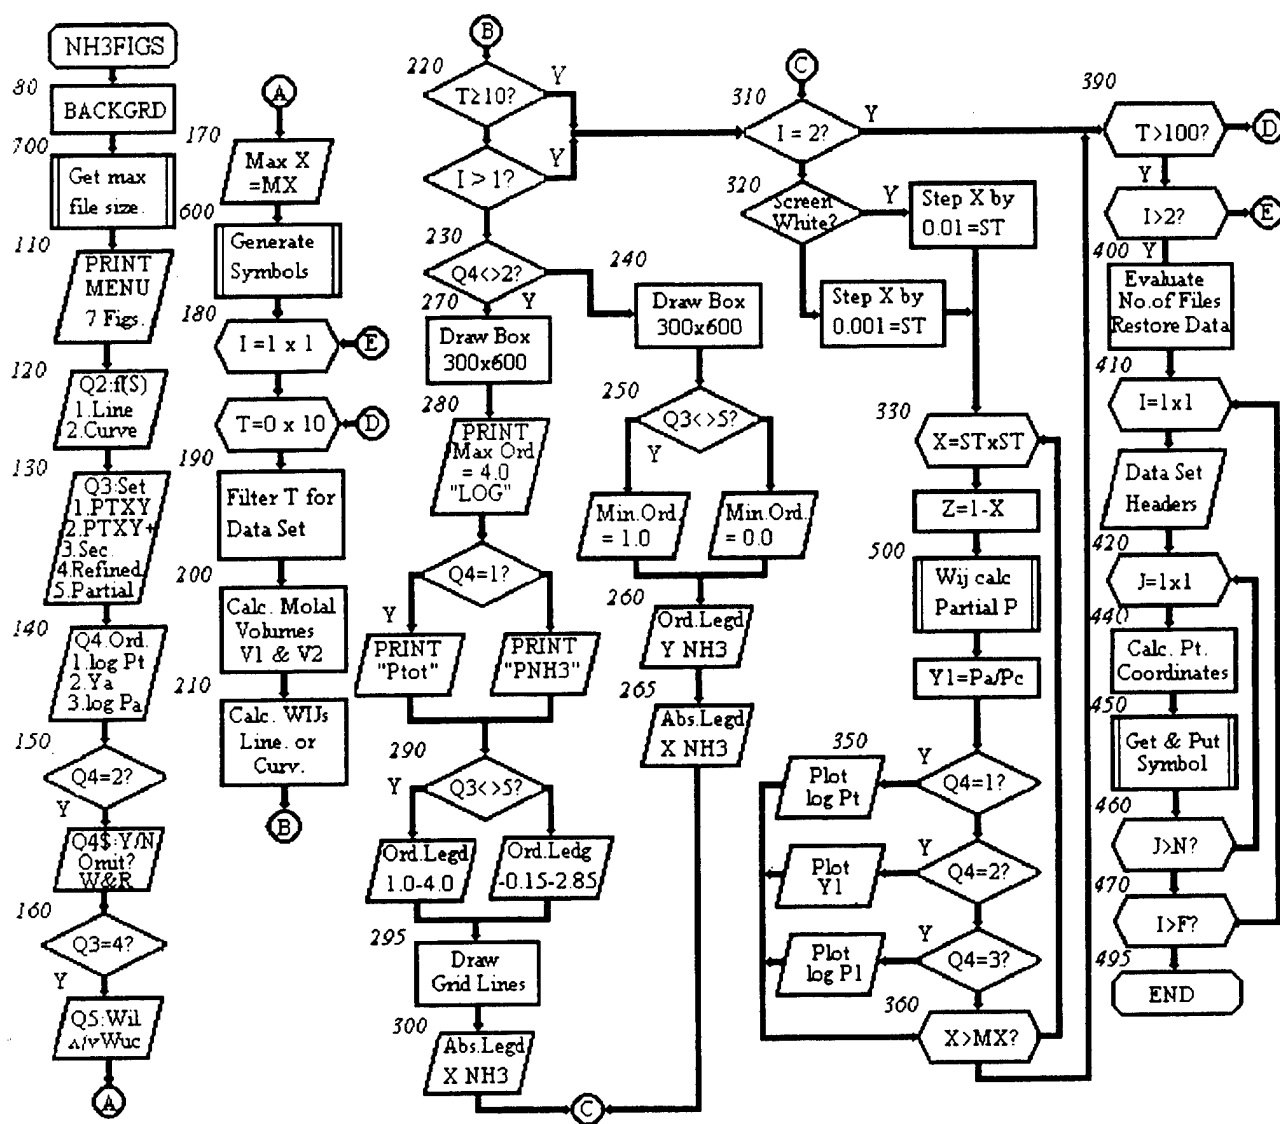 NH3FIGS
80
BACKGRD
700
Get max
file size.
110
PRINT
MENU
7 Figs.
120
Q2:f(S)
1.Line
2.Curve
130
Q3:Set
1.PTXY
2.PTXY+
3.Sec.
4.Refined
5.Partial
140
Q4.Ord.
1.log Pt
2.Ya
3.log Pa
150
Q4=2?
Y
Q4$:Y/N
Omit?
W&R
160
Q3=4?
Y
Q5:Wil
A
A
170
Max X
=MX
600
Generate
Symbols
180
I =1 x 1
E
T=0 x 10
D
190
Filter T for
Data Set
200
Calc. Molal
Volumes
V1 & V2
210
Calc. WIJs
Line. or
Curv.
B
B
220
T≥10?
Y
I > 1?
Y
230
Q4<>2?
Y
270
Draw Box
300x600
280
PRINT
Max Ord
= 4.0
"LOG"
Q4=1?
Y
PRINT
"Ptot"
PRINT
"PNH3"
290
Y
Q3<>5?
Ord.Legd
1.0-4.0
Ord.Ledg
-0.15-2.85
295
Draw
Grid Lines
300
Abs.Legd
X NH3
C
240
Draw Box
300x600
250
Q3<>5?
Y
Min.Ord.
= 1.0
Min.Ord.
= 0.0
260
Ord.Legd
Y NH3
265
Abs.Legd
X NH3
C
310
I = 2?
Y
320
Screen
White?
Y
Step X by
0.01=ST
Step X by
0.001=ST
330
X=STxST
Z=1-X
500
Wij calc
Partial P
Y1=Pa/Pc
350
Y
Plot
log Pt
Q4=1?
Y
Plot
Y1
Q4=2?
Y
Plot
log P1
Q4=3?
360
X>MX?
390
T>100?
D
Y
I>2?
E
400
Y
Evaluate
No.of Files
Restore Data
410
I=1x1
Data Set
Headers
420
J=1x1
440
Calc. Pt.
Coordinates
450
Get & Put
Symbol
460
J>N?
470
I>F?
495
END